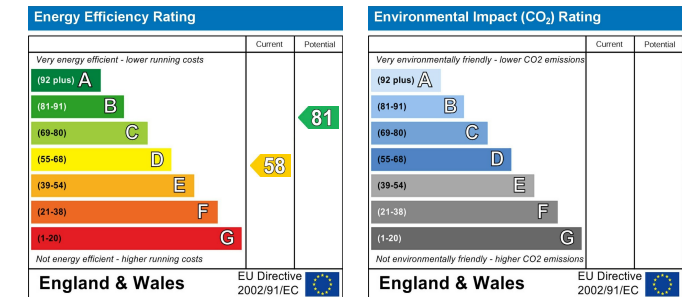 Energy Efficiency Rating
Current Potential
Very energy efficient - lower running costs
(92 plus) A
(81-91) B
(69-80) C
(55-68) D
(39-54) E
(21-38) F
(1-20) G
81
58
Not energy efficient - higher running costs
England & Wales
EU Directive
2002/91/EC
Environmental Impact (CO2) Rating
Current Potential
Very environmentally friendly - lower CO2 emissions
(92 plus) A
(81-91) B
(69-80) C
(55-68) D
(39-54) E
(21-38) F
(1-20) G
Not environmentally friendly - higher CO2 emissions
England & Wales
EU Directive
2002/91/EC